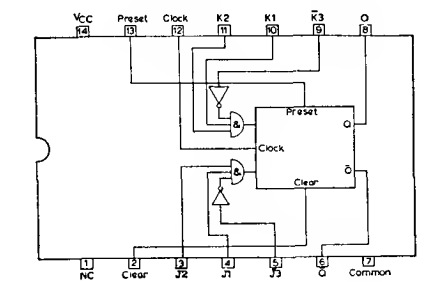 VCC Preset Clock K2 K1 K̅3 Q
14 13 12 11 10 9 8
Preset
& Q
Clock
& Q̅
Clear
1 2 3 4 5 6 7
NC Clear J2 J1 J̅3 Q̅ Common